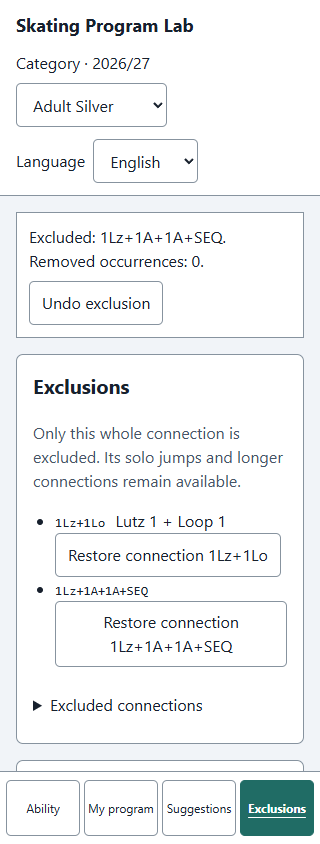 Skating Program Lab
Category · 2026/27
Adult Silver
Language English
Excluded: 1Lz+1A+1A+SEQ.
Removed occurrences: 0.
Undo exclusion
Exclusions
Only this whole connection is
excluded. Its solo jumps and longer
connections remain available.
1Lz+1Lo Lutz 1 + Loop 1
Restore connection 1Lz+1Lo
1Lz+1A+1A+SEQ
Restore connection
1Lz+1A+1A+SEQ
Excluded connections
Ability My program Suggestions Exclusions